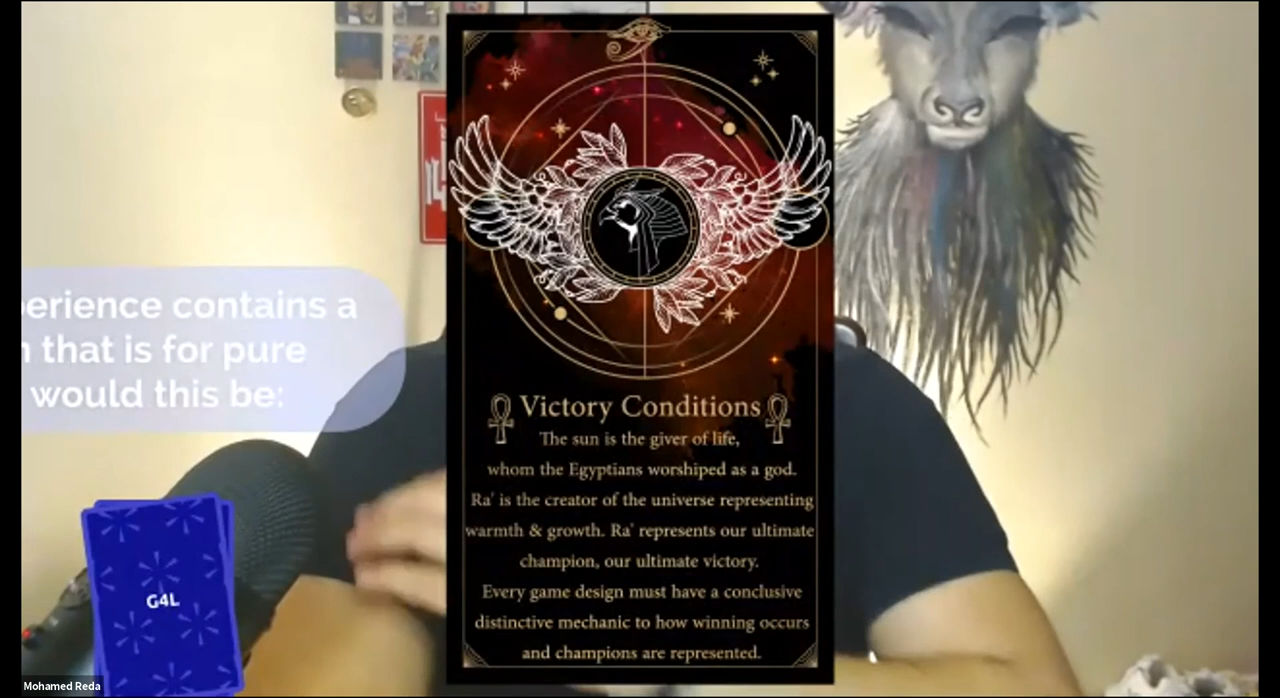 perience contains a
that is for pure
would this be:
Victory Conditions
The sun is the giver of life,
whom the Egyptians worshiped as a god.
Ra' is the creator of the universe representing
warmth & growth. Ra' represents our ultimate
champion, our ultimate victory.
Every game design must have a conclusive
distinctive mechanic to how winning occurs
and champions are represented.
G4L
Mohamed Reda